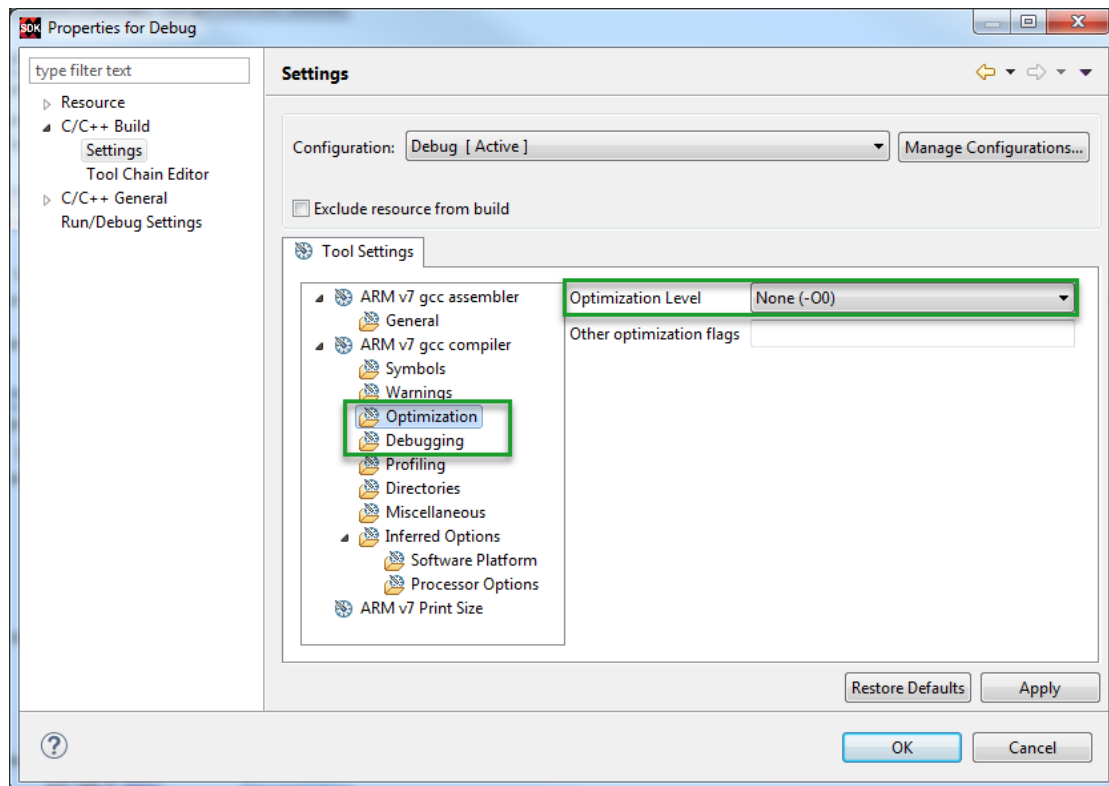 SDK Properties for Debug
type filter text
Resource
C/C++ Build
Settings
Tool Chain Editor
C/C++ General
Run/Debug Settings
Settings
Configuration: Debug [ Active ] Manage Configurations...
Exclude resource from build
Tool Settings
ARM v7 gcc assembler
General
ARM v7 gcc compiler
Symbols
Warnings
Optimization
Debugging
Profiling
Directories
Miscellaneous
Inferred Options
Software Platform
Processor Options
ARM v7 Print Size
Optimization Level None (-O0)
Other optimization flags
Restore Defaults Apply
? OK Cancel